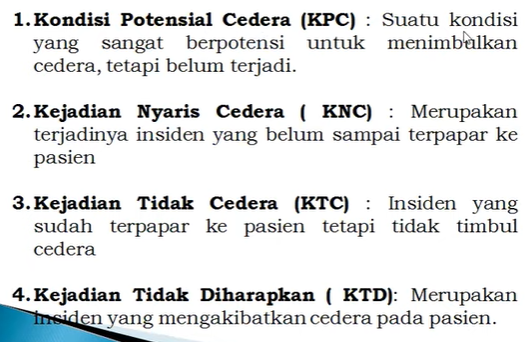 1. Kondisi Potensial Cedera (KPC) : Suatu kondisi
yang sangat berpotensi untuk menimbulkan
cedera, tetapi belum terjadi.
2. Kejadian Nyaris Cedera ( KNC) : Merupakan
terjadinya insiden yang belum sampai terpapar ke
pasien
3. Kejadian Tidak Cedera (KTC) : Insiden yang
sudah terpapar ke pasien tetapi tidak timbul
cedera
4. Kejadian Tidak Diharapkan ( KTD): Merupakan
insiden yang mengakibatkan cedera pada pasien.